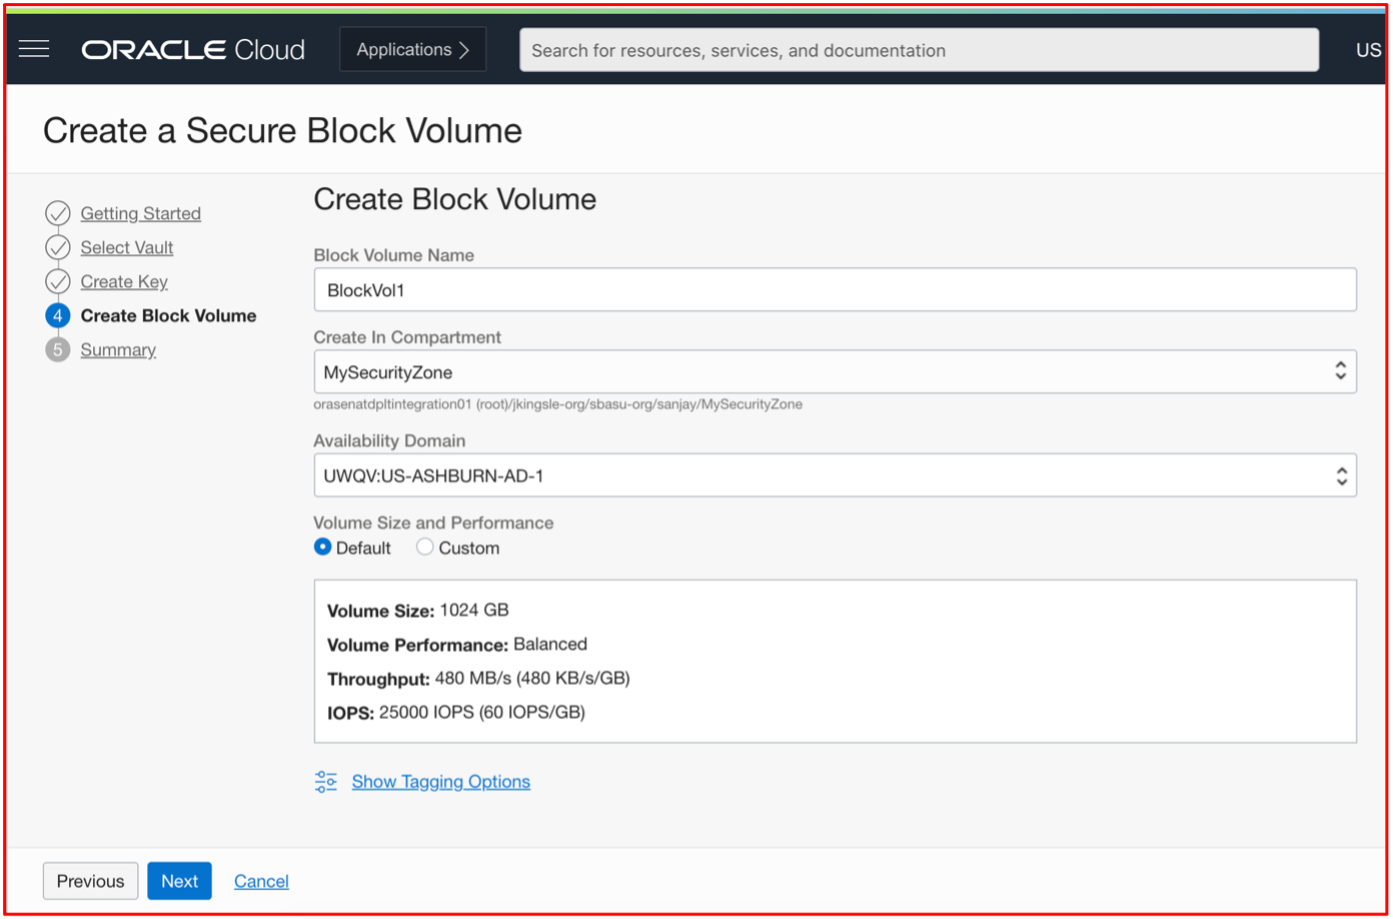 ORACLE Cloud
Applications
Search for resources, services, and documentation
US
Create a Secure Block Volume
Getting Started
Select Vault
Create Key
4 Create Block Volume
5 Summary
Create Block Volume
Block Volume Name
BlockVol1
Create In Compartment
MySecurityZone
orasenatdpltintegration01 (root)/jkingsle-org/sbasu-org/sanjay/MySecurityZone
Availability Domain
UWQV:US-ASHBURN-AD-1
Volume Size and Performance
Default Custom
Volume Size: 1024 GB
Volume Performance: Balanced
Throughput: 480 MB/s (480 KB/s/GB)
IOPS: 25000 IOPS (60 IOPS/GB)
Show Tagging Options
Previous Next Cancel